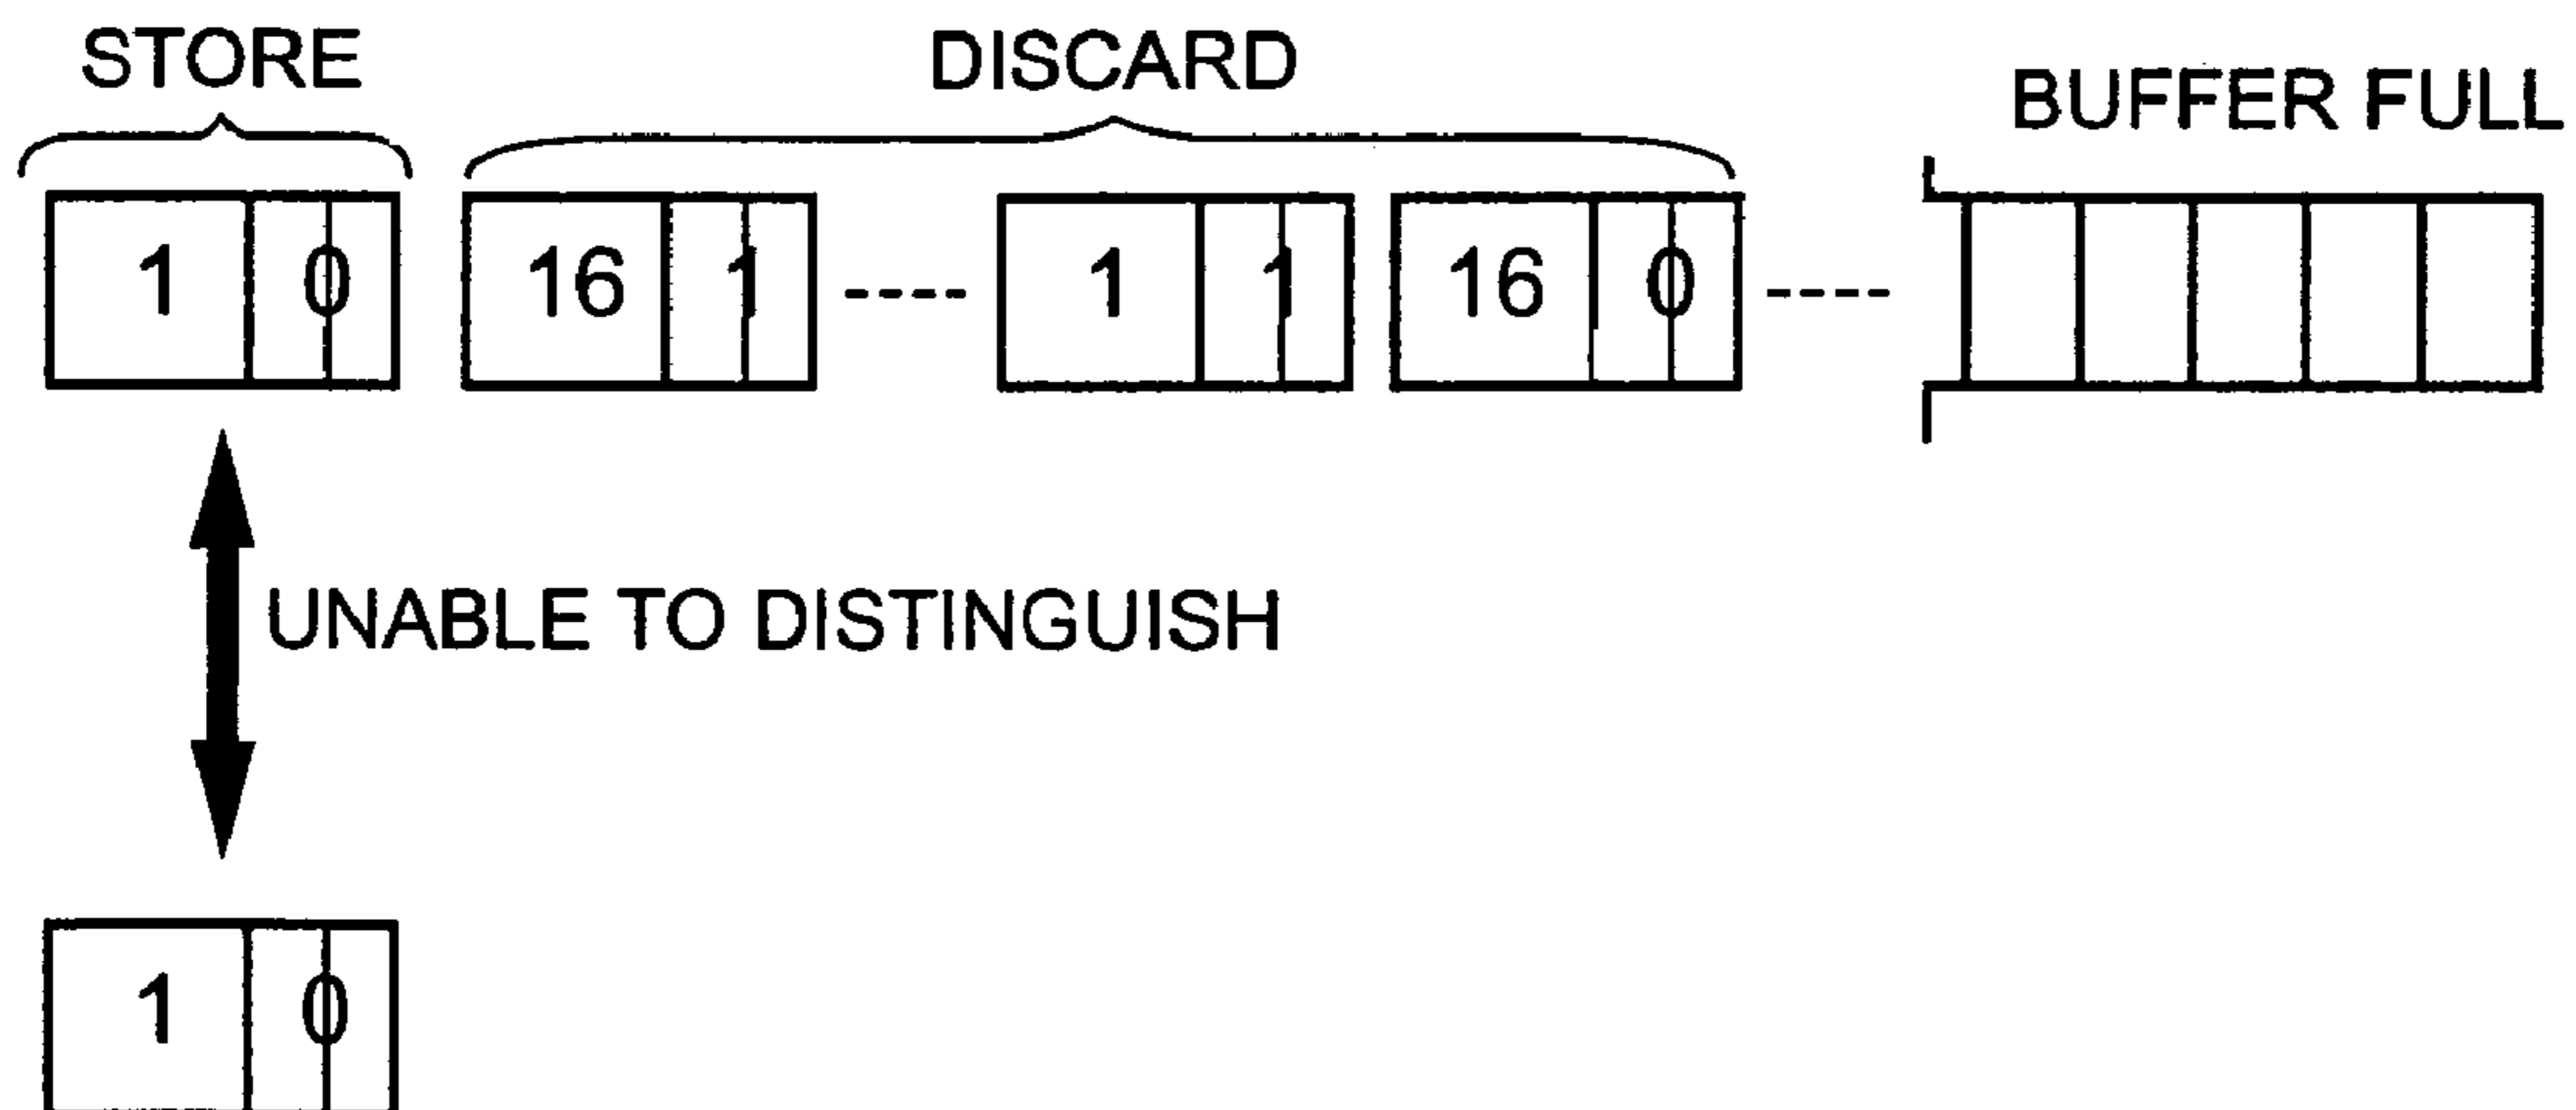 STORE DISCARD BUFFER FULL
1 0 16 1 ---- 1 1 16 0 ----
UNABLE TO DISTINGUISH
1 0